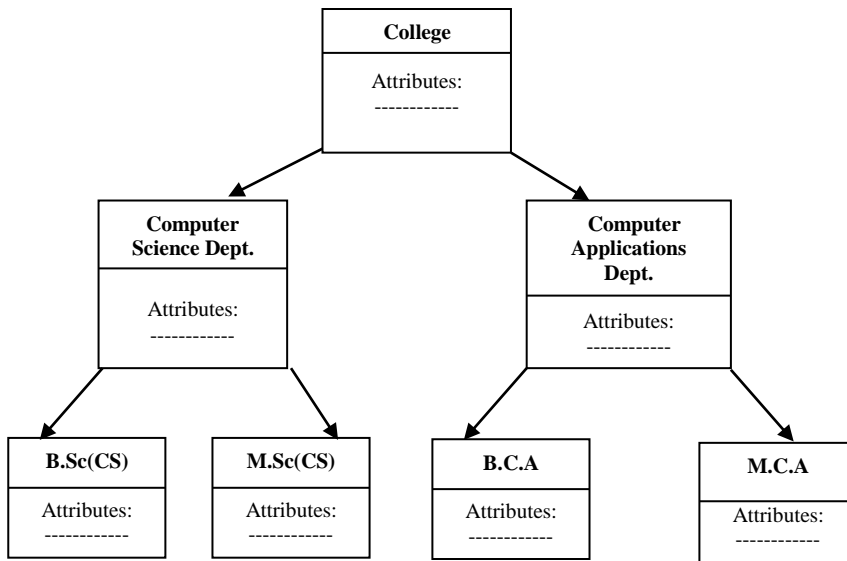 College
Attributes:
------------
Computer
Science Dept.
Attributes:
------------
Computer
Applications
Dept.
Attributes:
------------
B.Sc(CS)
Attributes:
------------
M.Sc(CS)
Attributes:
------------
B.C.A
Attributes:
------------
M.C.A
Attributes:
------------